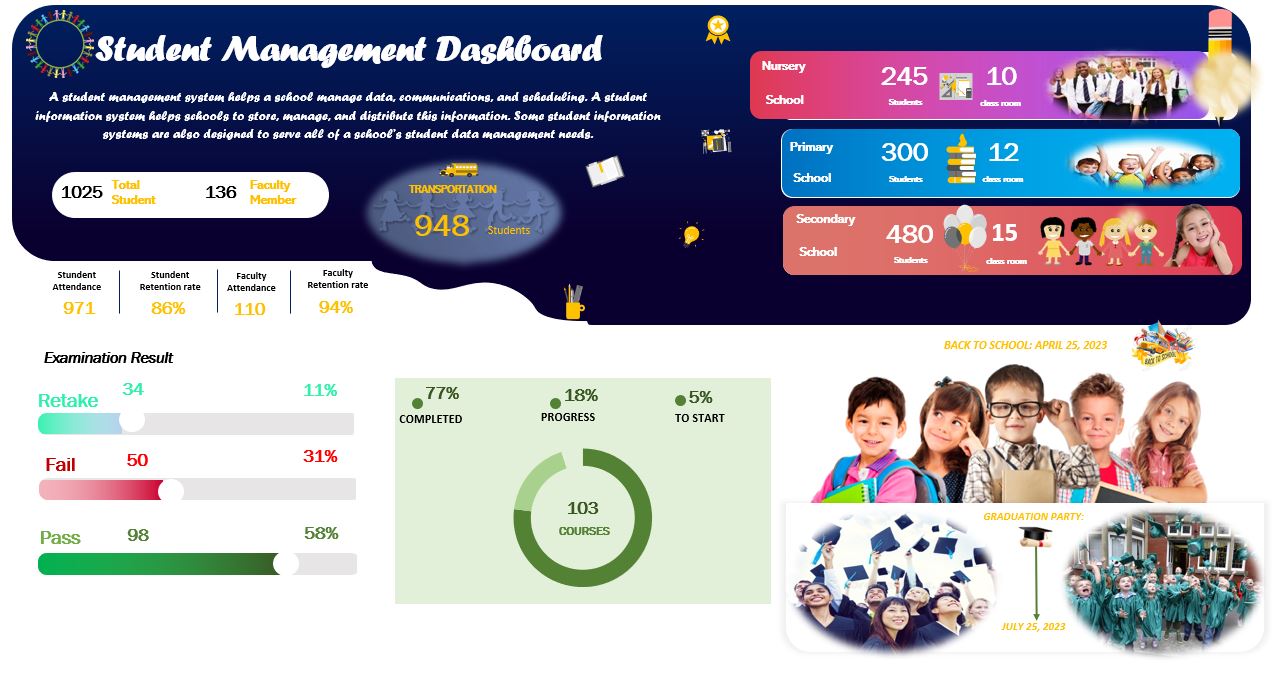 Student Management Dashboard
A student management system helps a school manage data, communications, and scheduling. A student
information system helps schools to store, manage, and distribute this information. Some student information
systems are also designed to serve all of a school's student data management needs.
1025 Total Student
136 Faculty Member
TRANSPORTATION
948 Students
Nursery
School
245
Students
10
class room
Primary
School
300
Students
12
class room
Secondary
School
480
Students
15
class room
Stundent
Attendance
971
Stundent
Retention rate
86%
Faculty
Attendance
110
Faculty
Retention rate
94%
Examination Result
Retake 34 11%
Fail 50 31%
Pass 98 58%
77%
COMPLETED
18%
PROGRESS
5%
TO START
103
COURSES
BACK TO SCHOOL: APRIL 25, 2023
BACK TO SCHOOL
GRADUATION PARTY:
JULY 25, 2023